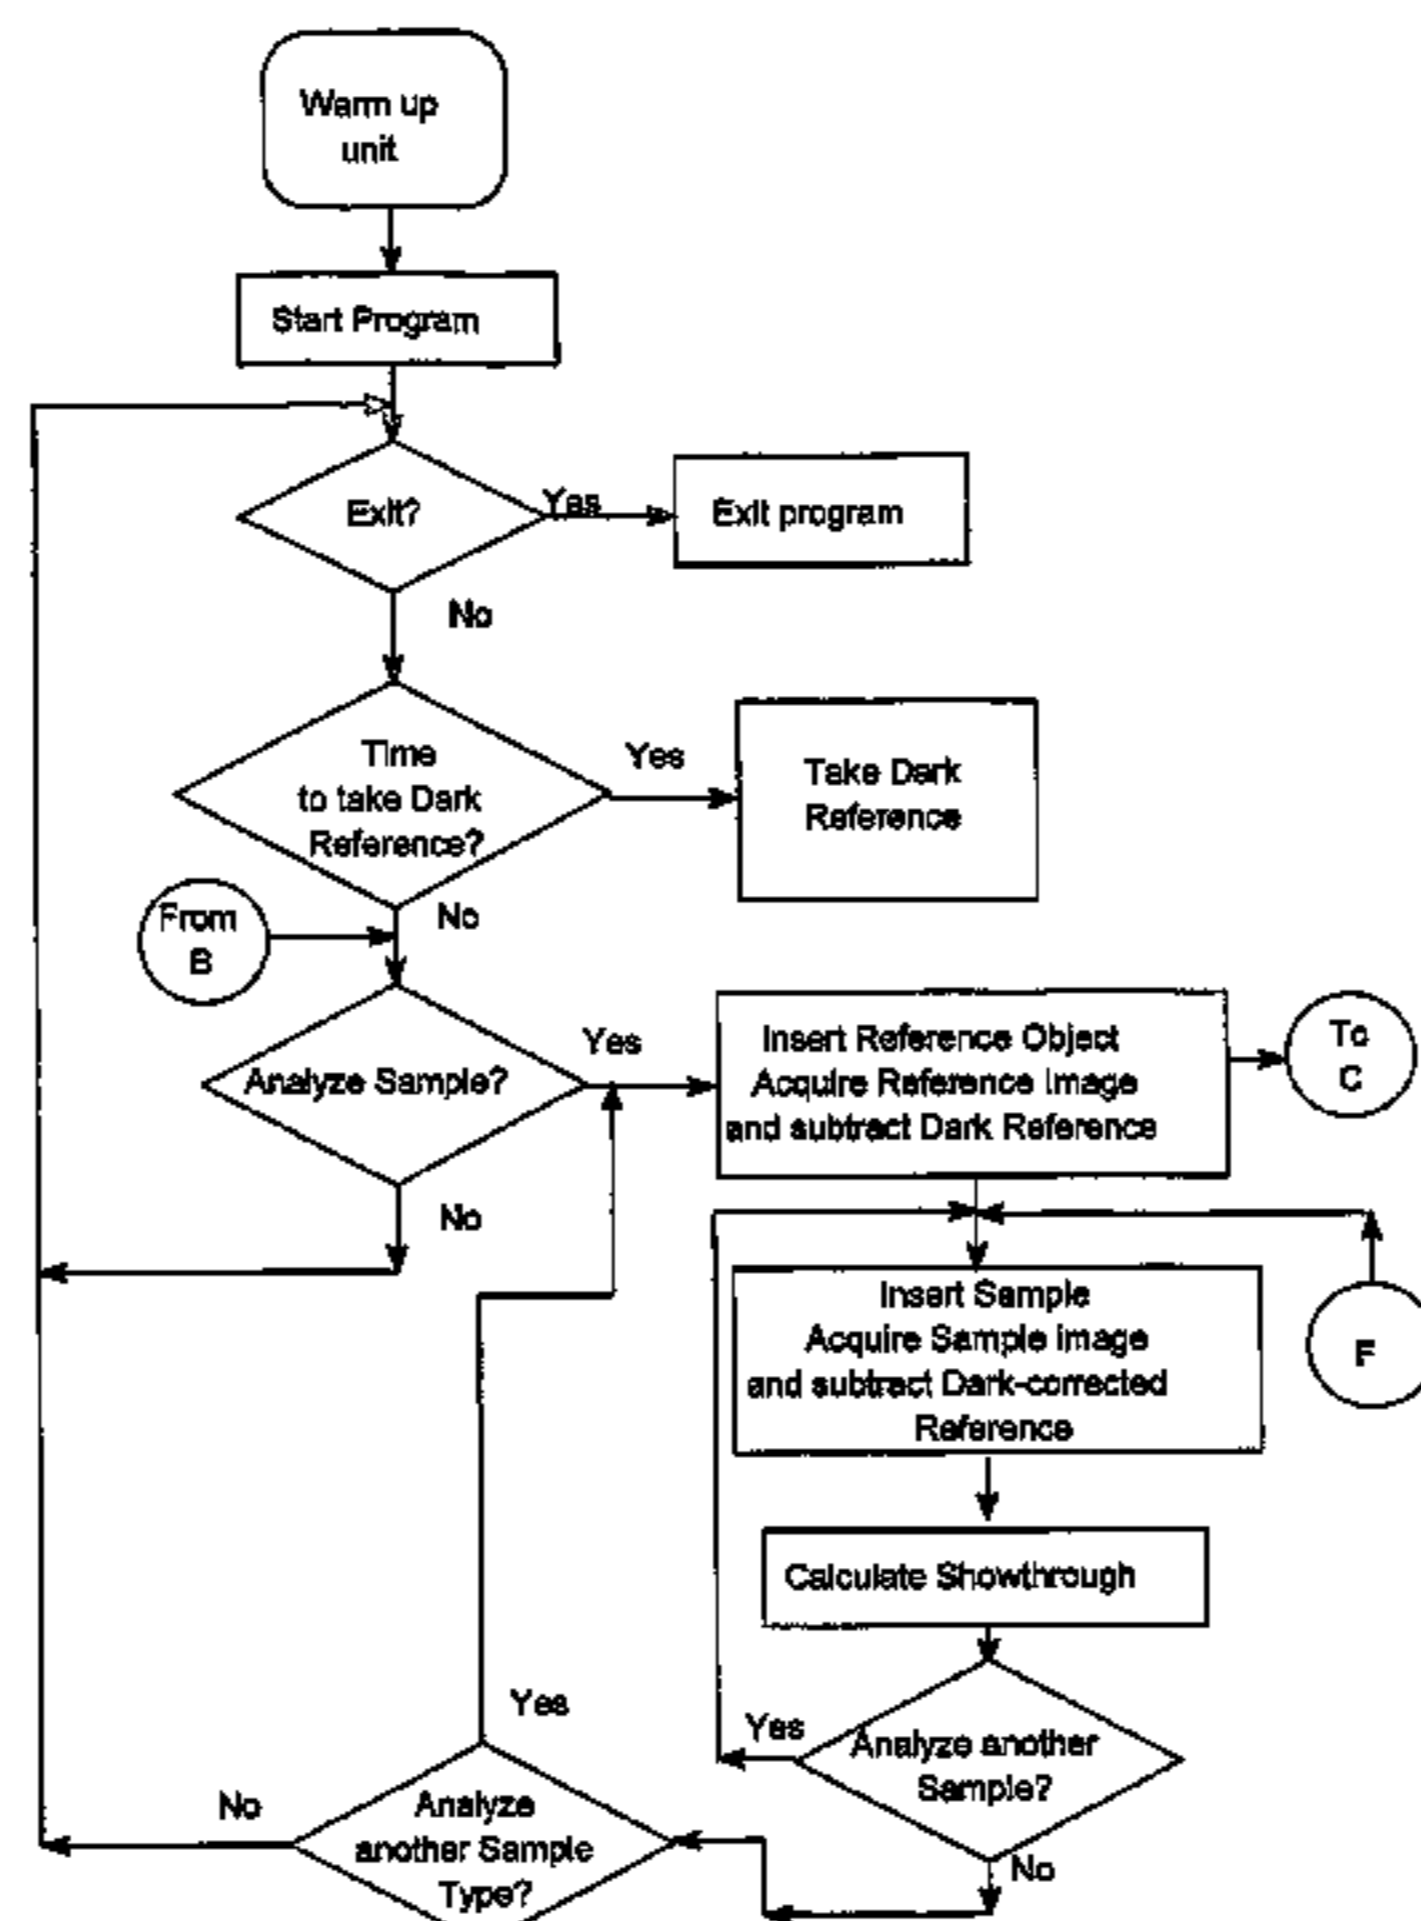 Warm up
unit
Start Program
Exit?
Yes
Exit program
No
Time
to take Dark
Reference?
Yes
Take Dark
Reference
No
From
B
Analyze Sample?
Yes
Insert Reference Object
Acquire Reference Image
and subtract Dark Reference
To
C
No
Insert Sample
Acquire Sample image
and subtract Dark-corrected
Reference
F
Calculate Showthrough
Analyze another
Sample?
Yes
No
Analyze
another Sample
Type?
Yes
No